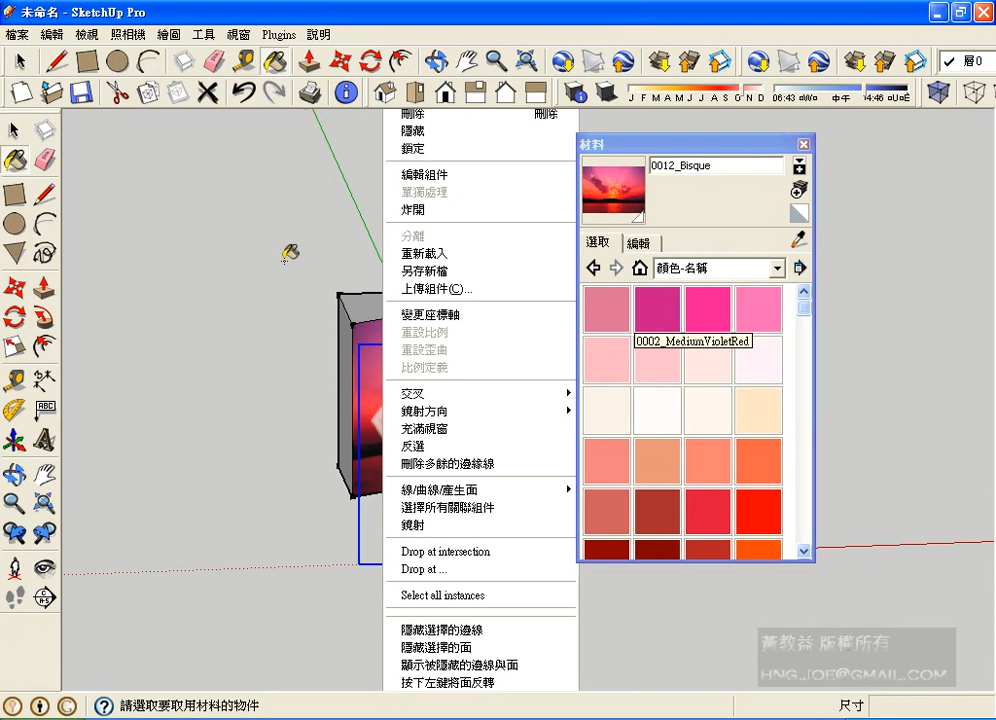 未命名 - SketchUp Pro
檔案 編輯 檢視 照相機 繪圖 工具 視窗 Plugins 說明
層0
J F M A M J J A S O N D 中午
刪除 刪除
隱藏
鎖定
編輯組件
單獨處理
炸開
分離
重新載入
另存新檔
上傳組件(C)...
變更座標軸
重設比例
重設歪曲
比例定義
交叉
鏡射方向
充滿視窗
反選
刪除多餘的邊緣線
線/曲線/產生面
選擇所有關聯組件
鏡射
Drop at intersection
Drop at ...
Select all instances
隱藏選擇的邊線
隱藏選擇的面
顯示被隱藏的邊線與面
按下左鍵將面反轉
材料
0012_Bisque
選取 編輯
顏色-名稱
0002_MediumVioletRed
ABC
黃教益 版權所有
HNG.JOE@GMAIL.COM
請選取要取用材料的物件
尺寸